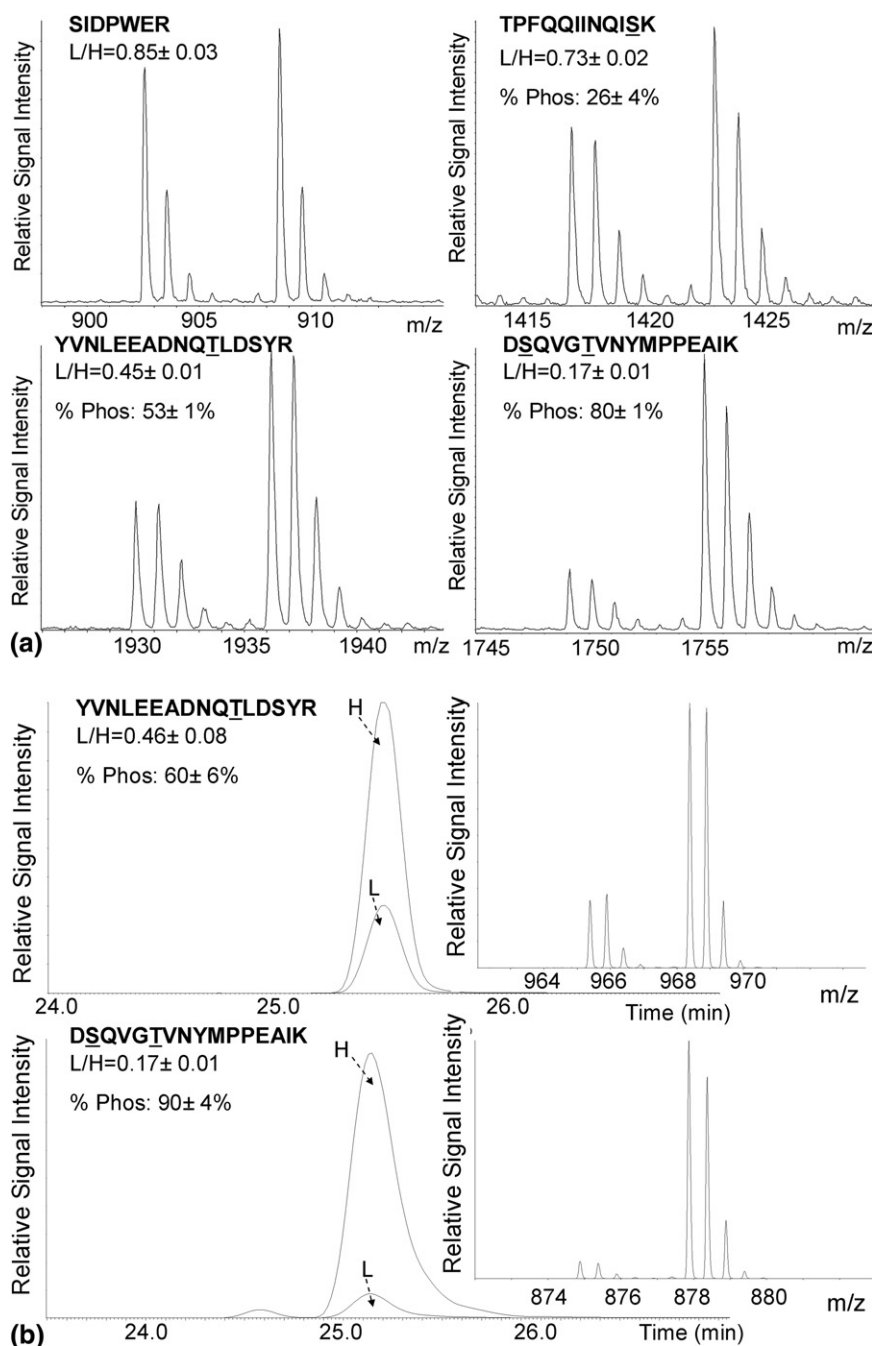 SIDPWER
L/H=0.85± 0.03
Relative Signal Intensity
900 905 910 m/z
TPFQQIINQISK
L/H=0.73± 0.02
% Phos: 26± 4%
Relative Signal Intensity
1415 1420 1425 m/z
YVNLEEADNQTLDSYR
L/H=0.45± 0.01
% Phos: 53± 1%
Relative Signal Intensity
1930 1935 1940 m/z
DSQVGTVNYMPPEAIK
L/H=0.17± 0.01
% Phos: 80± 1%
Relative Signal Intensity
1745 1750 1755 m/z
(a)
YVNLEEADNQTLDSYR
L/H=0.46± 0.08
% Phos: 60± 6%
H
L
Relative Signal Intensity
24.0 25.0 26.0
Time (min)
Relative Signal Intensity
964 966 968 970
m/z
DSQVGTVNYMPPEAIK
L/H=0.17± 0.01
% Phos: 90± 4%
H
L
Relative Signal Intensity
24.0 25.0 26.0 Time (min)
Relative Signal Intensity
874 876 878 880
m/z
(b)